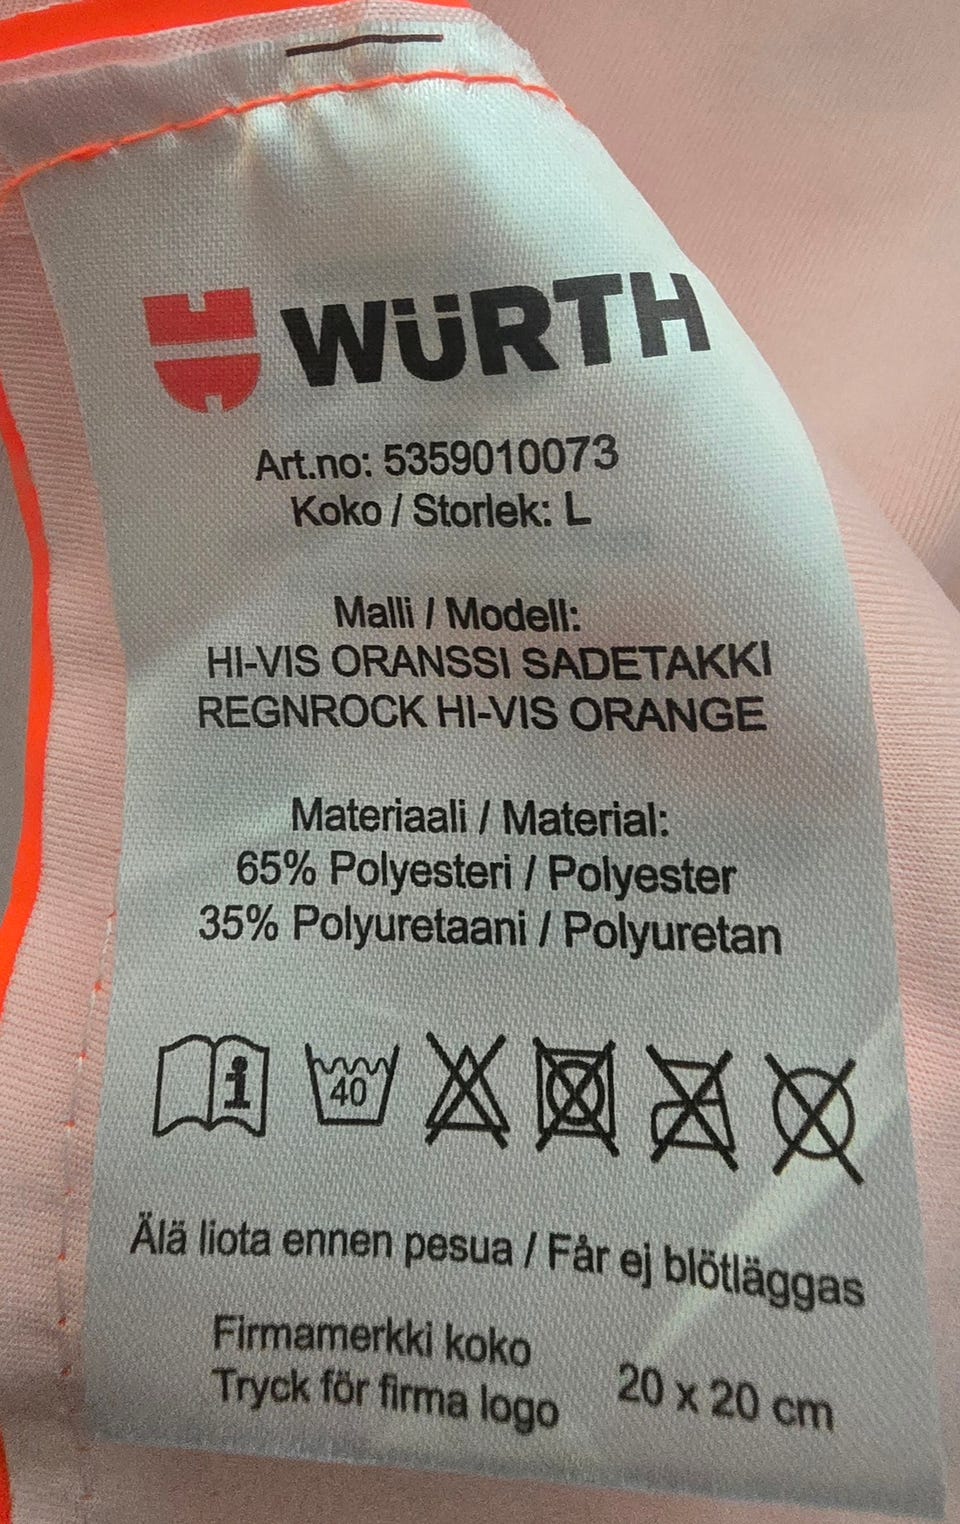 WÜRTH
Art.no: 5359010073
Koko / Storlek: L
Malli / Modell:
HI-VIS ORANSSI SADETAKKI
REGNROCK HI-VIS ORANGE
Materiaali / Material:
65% Polyesteri / Polyester
35% Polyuretaani / Polyuretan
i
40
Älä liota ennen pesua / Får ej blötläggas
Firmamerkki koko
Tryck för firma logo
20 x 20 cm